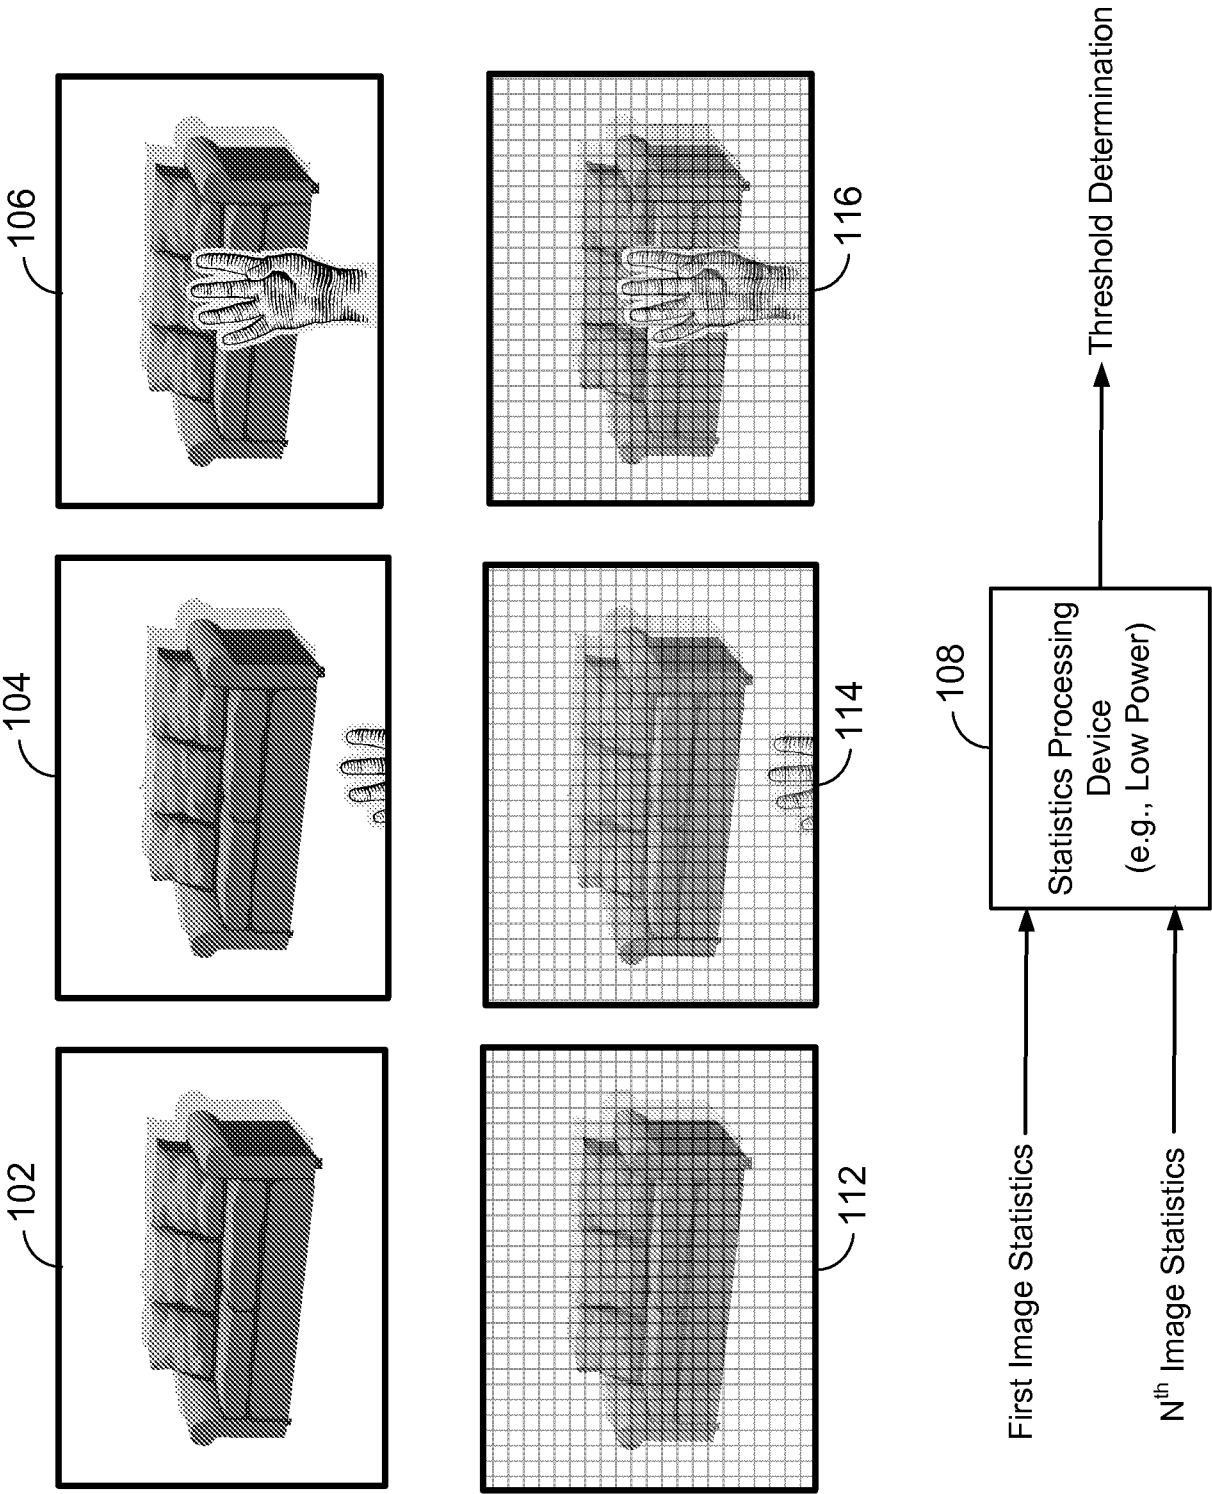 102
104
106
112
114
116
108
First Image Statistics
Nth Image Statistics
Statistics Processing
Device
(e.g., Low Power)
Threshold Determination